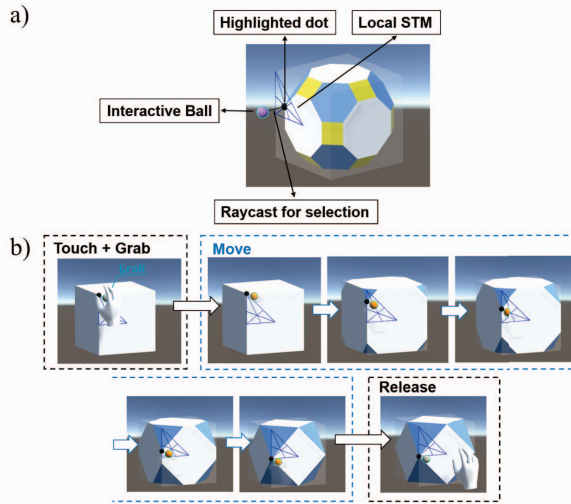 a)
Highlighted dot
Local STM
Interactive Ball
Raycast for selection
b)
Touch + Grab
Move
Release